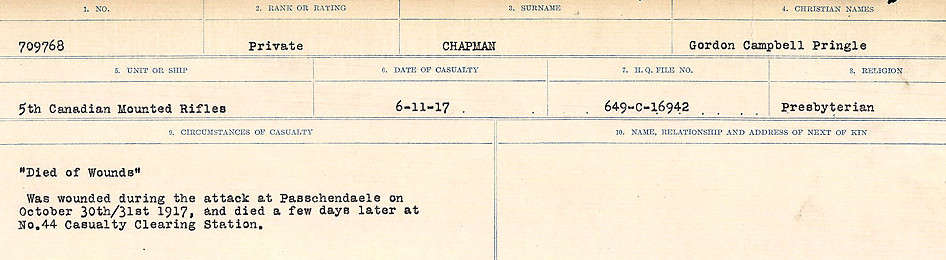 1. NO. 2. RANK OR RATING 3. SURNAME 4. CHRISTIAN NAMES
709768 Private CHAPMAN Gordon Campbell Pringle
5. UNIT OR SHIP 6. DATE OF CASUALTY 7. H.Q. FILE NO. 8. RELIGION
5th Canadian Mounted Rifles 6-11-17 649-C-16942 Presbyterian
9. CIRCUMSTANCES OF CASUALTY 10. NAME, RELATIONSHIP AND ADDRESS OF NEXT OF KIN
"Died of Wounds"
Was wounded during the attack at Passchendaele on
October 30th/31st 1917, and died a few days later at
No.44 Casualty Clearing Station.